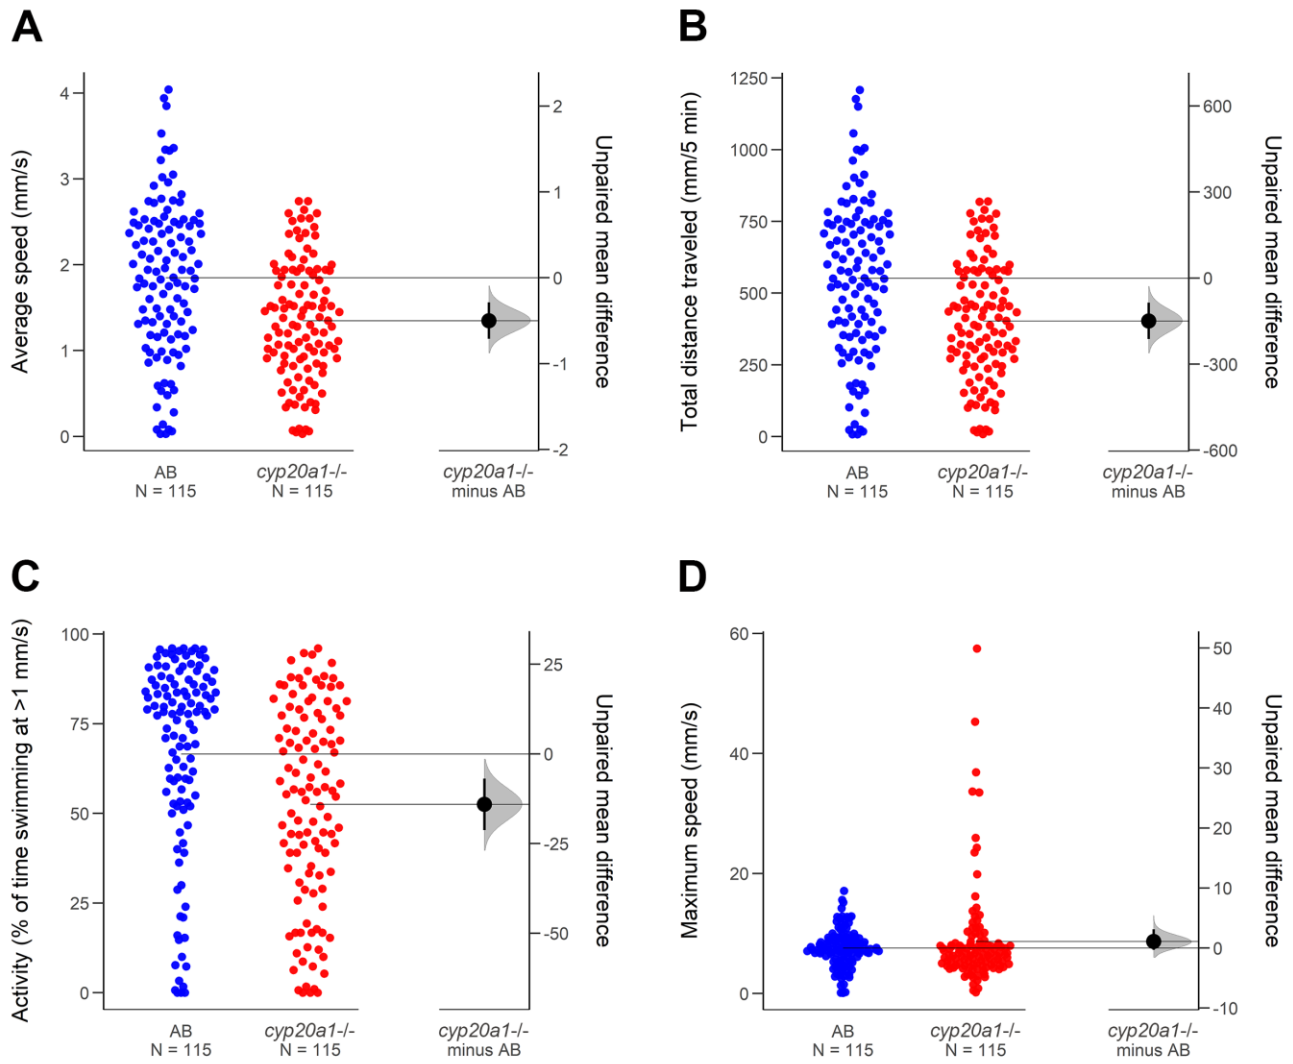 A
Average speed (mm/s)
4
3
2
1
0
2
1
0
-1
-2
Unpaired mean difference
AB
N = 115
cyp20a1-/-
N = 115
cyp20a1-/-
minus AB
B
Total distance traveled (mm/5 min)
1250
1000
750
500
250
0
600
300
0
-300
-600
Unpaired mean difference
AB
N = 115
cyp20a1-/-
N = 115
cyp20a1-/-
minus AB
C
Activity (% of time swimming at >1 mm/s)
100
75
50
25
0
25
0
-25
-50
Unpaired mean difference
AB
N = 115
cyp20a1-/-
N = 115
cyp20a1-/-
minus AB
D
Maximum speed (mm/s)
60
40
20
0
50
40
30
20
10
0
-10
Unpaired mean difference
AB
N = 115
cyp20a1-/-
N = 115
cyp20a1-/-
minus AB